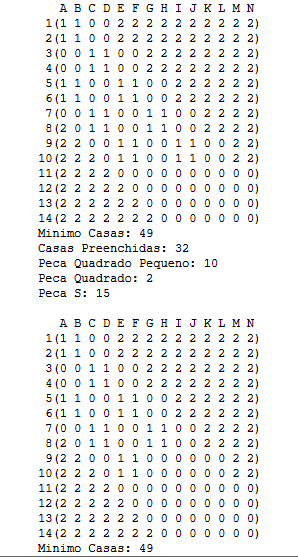 A B C D E F G H I J K L M N
1(1 1 0 0 2 2 2 2 2 2 2 2 2 2)
2(1 1 0 0 2 2 2 2 2 2 2 2 2 2)
3(0 0 1 1 0 0 2 2 2 2 2 2 2 2)
4(0 0 1 1 0 0 2 2 2 2 2 2 2 2)
5(1 1 0 0 1 1 0 0 2 2 2 2 2 2)
6(1 1 0 0 1 1 0 0 2 2 2 2 2 2)
7(0 0 1 1 0 0 1 1 0 0 2 2 2 2)
8(2 0 1 1 0 0 1 1 0 0 2 2 2 2)
9(2 2 0 0 1 1 0 0 1 1 0 0 2 2)
10(2 2 2 0 1 1 0 0 1 1 0 0 2 2)
11(2 2 2 2 0 0 0 0 0 0 0 0 0 0)
12(2 2 2 2 2 0 0 0 0 0 0 0 0 0)
13(2 2 2 2 2 2 0 0 0 0 0 0 0 0)
14(2 2 2 2 2 2 2 0 0 0 0 0 0 0)
Minimo Casas: 49
Casas Preenchidas: 32
Peca Quadrado Pequeno: 10
Peca Quadrado: 2
Peca S: 15
A B C D E F G H I J K L M N
1(1 1 0 0 2 2 2 2 2 2 2 2 2 2)
2(1 1 0 0 2 2 2 2 2 2 2 2 2 2)
3(0 0 1 1 0 0 2 2 2 2 2 2 2 2)
4(0 0 1 1 0 0 2 2 2 2 2 2 2 2)
5(1 1 0 0 1 1 0 0 2 2 2 2 2 2)
6(1 1 0 0 1 1 0 0 2 2 2 2 2 2)
7(0 0 1 1 0 0 1 1 0 0 2 2 2 2)
8(2 0 1 1 0 0 1 1 0 0 2 2 2 2)
9(2 2 0 0 1 1 0 0 0 0 0 0 2 2)
10(2 2 2 0 1 1 0 0 0 0 0 0 2 2)
11(2 2 2 2 0 0 0 0 0 0 0 0 0 0)
12(2 2 2 2 2 0 0 0 0 0 0 0 0 0)
13(2 2 2 2 2 2 0 0 0 0 0 0 0 0)
14(2 2 2 2 2 2 2 0 0 0 0 0 0 0)
Minimo Casas: 49